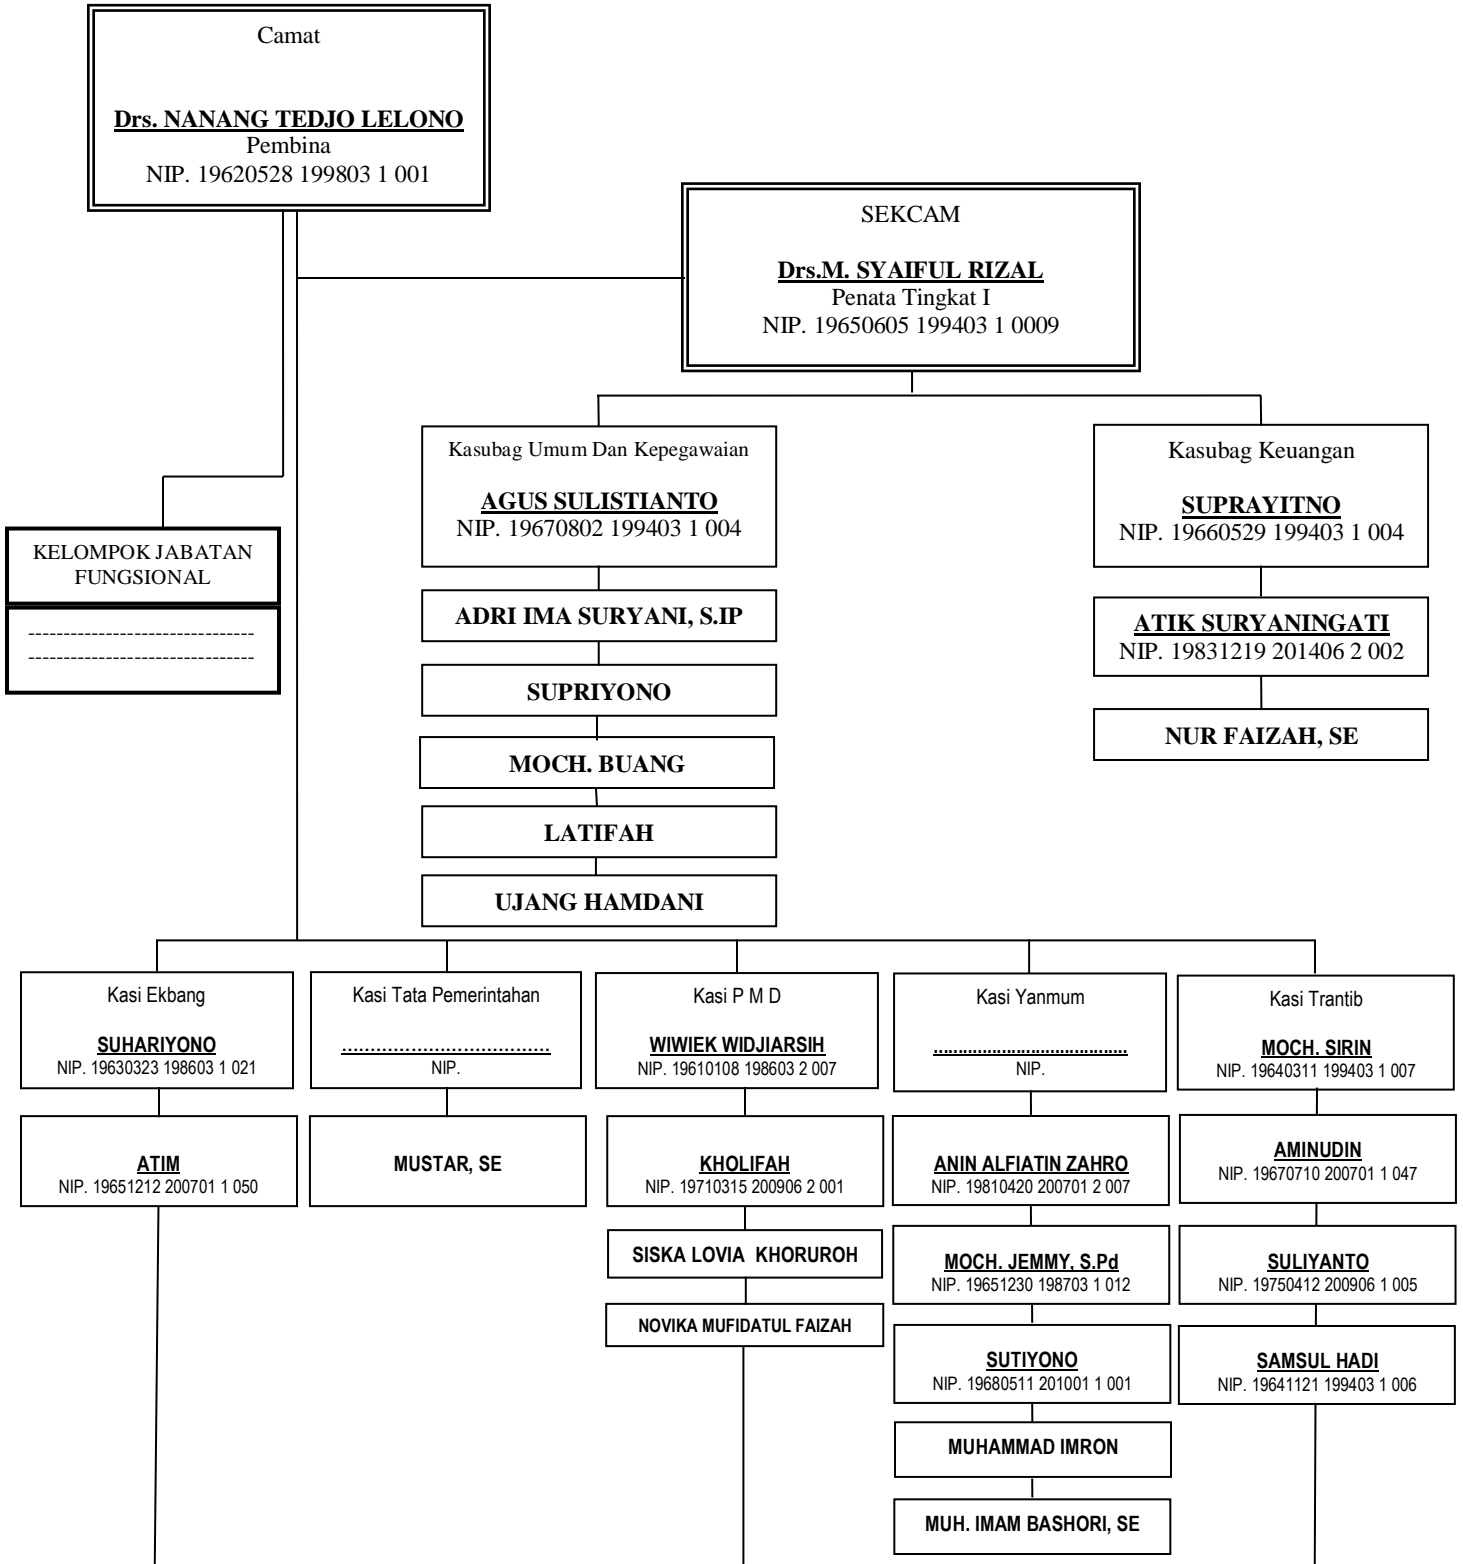 Camat
Drs. NANANG TEDJO LELONO
Pembina
NIP. 19620528 199803 1 001
SEKCAM
Drs.M. SYAIFUL RIZAL
Penata Tingkat I
NIP. 19650605 199403 1 0009
Kasubag Umum Dan Kepegawaian
AGUS SULISTIANTO
NIP. 19670802 199403 1 004
Kasubag Keuangan
SUPRAYITNO
NIP. 19660529 199403 1 004
KELOMPOK JABATAN
FUNGSIONAL
--------------------------------
--------------------------------
ADRI IMA SURYANI, S.IP
SUPRIYONO
MOCH. BUANG
LATIFAH
UJANG HAMDANI
ATIK SURYANINGATI
NIP. 19831219 201406 2 002
NUR FAIZAH, SE
Kasi Ekbang
SUHARIYONO
NIP. 19630323 198603 1 021
ATIM
NIP. 19651212 200701 1 050
Kasi Tata Pemerintahan
....................................
NIP.
MUSTAR, SE
Kasi P M D
WIWIEK WIDJIARSIH
NIP. 19610108 198603 2 007
KHOLIFAH
NIP. 19710315 200906 2 001
SISKA LOVIA  KHORUROH
NOVIKA MUFIDATUL FAIZAH
Kasi Yanmum
.......................................
NIP.
ANIN ALFIATIN ZAHRO
NIP. 19810420 200701 2 007
MOCH. JEMMY, S.Pd
NIP. 19651230 198703 1 012
SUTIYONO
NIP. 19680511 201001 1 001
MUHAMMAD IMRON
MUH. IMAM BASHORI, SE
Kasi Trantib
MOCH. SIRIN
NIP. 19640311 199403 1 007
AMINUDIN
NIP. 19670710 200701 1 047
SULIYANTO
NIP. 19750412 200906 1 005
SAMSUL HADI
NIP. 19641121 199403 1 006